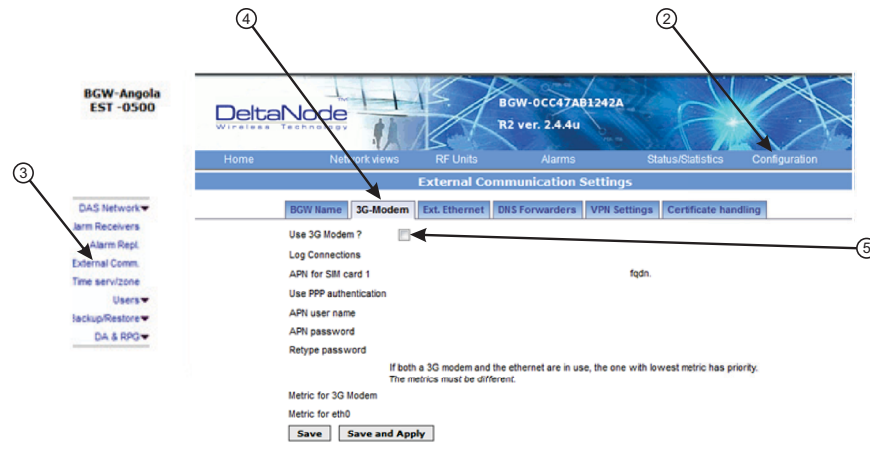 ④
②
BGW-Angola
EST -0500
DeltaNode
Wireless Technology
BGW-0CC47AB1242A
R2 ver. 2.4.4u
Home Network views RF Units Alarms Status/Statistics Configuration
External Communication Settings
③
DAS Network
larm Receivers
Alarm Repl.
External Comm.
Time serv/zone
Users
Backup/Restore
DA & RPG
BGW Name 3G-Modem Ext. Ethernet DNS Forwarders VPN Settings Certificate handling
Use 3G Modem ?
⑤
Log Connections
APN for SIM card 1 fqdn.
Use PPP authentication
APN user name
APN password
Retype password
If both a 3G modem and the ethernet are in use, the one with lowest metric has priority.
The metrics must be different.
Metric for 3G Modem
Metric for eth0
Save Save and Apply